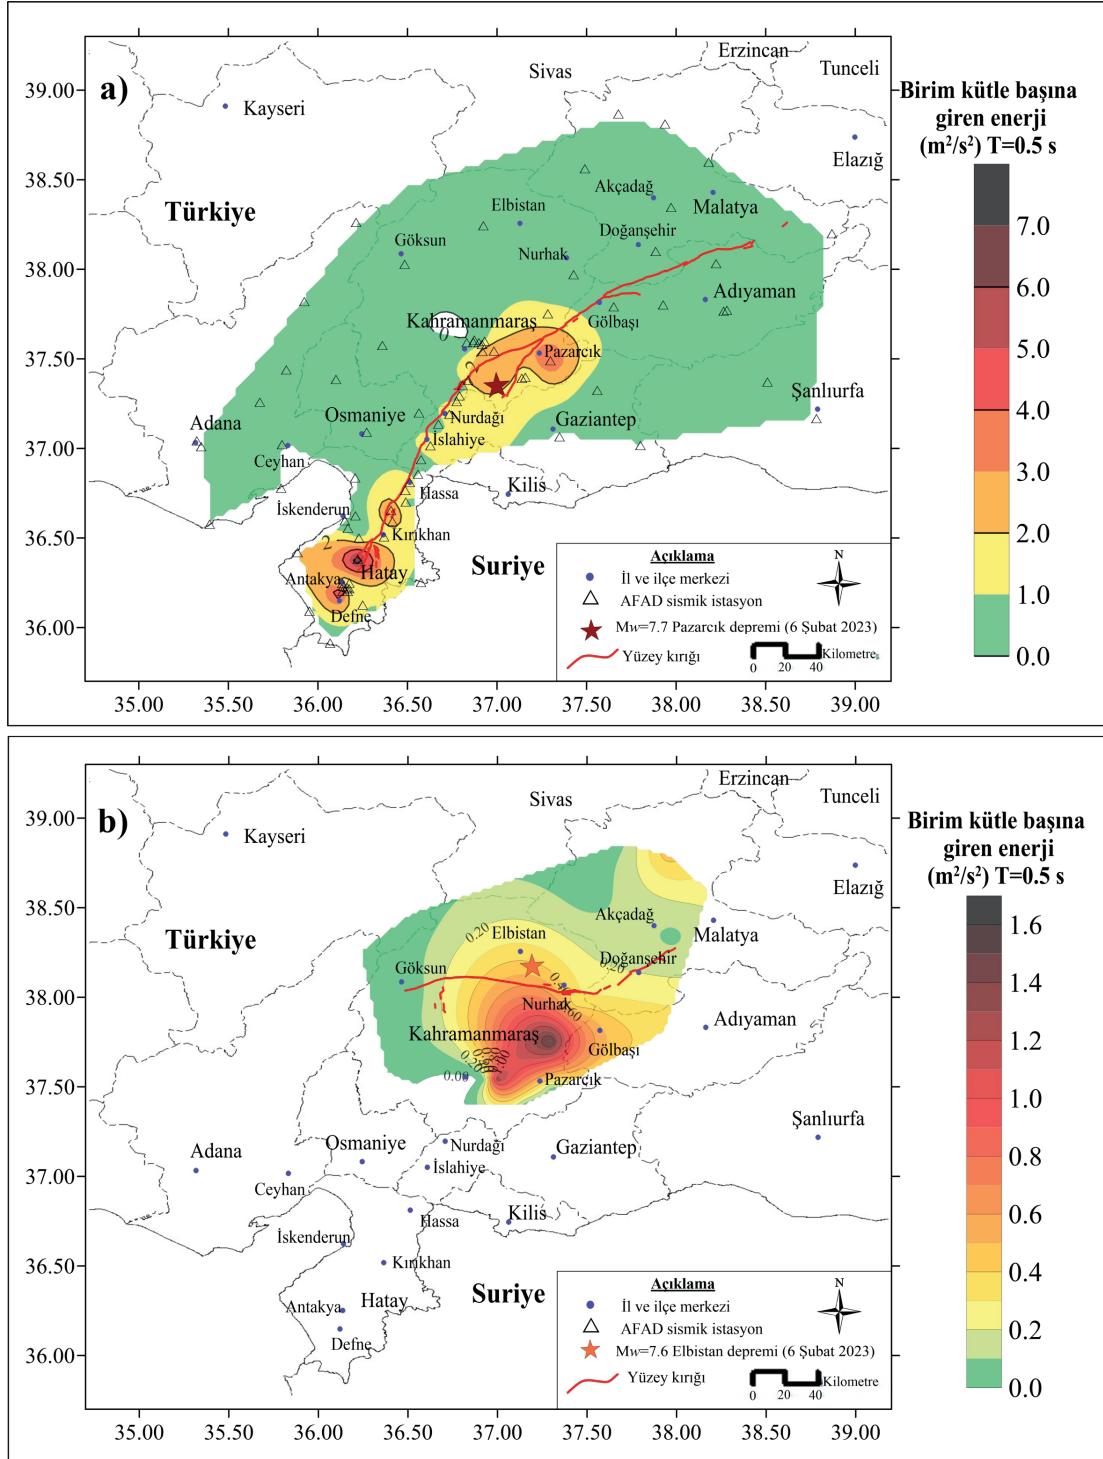 a)
Erzincan
Sivas
Tunceli
Kayseri
Elazığ
Türkiye
Akçadağ
Malatya
Elbistan
Göksun
Doğanşehir
Nurhak
Adıyaman
Kahramanmaraş
0
Gölbaşı
2
Pazarcık
Şanlıurfa
Adana
Osmaniye
Nurdağı
Gaziantep
İslahiye
Ceyhan
Hassa
Kilis
İskenderun
2
Kırıkhan
Hatay
Antakya
Defne
Suriye
Açıklama
İl ve ilçe merkezi
AFAD sismik istasyon
Mw=7.7 Pazarcık depremi (6 Şubat 2023)
Yüzey kırığı
N
Kilometre
0 20 40
39.00
38.50
38.00
37.50
37.00
36.50
36.00
35.00 35.50 36.00 36.50 37.00 37.50 38.00 38.50 39.00
Birim kütle başına
giren enerji
(m²/s²) T=0.5 s
7.0
6.0
5.0
4.0
3.0
2.0
1.0
0.0
b)
Erzincan
Sivas
Tunceli
Kayseri
Elazığ
Türkiye
Akçadağ
Malatya
0.20
Elbistan
Doğanşehir
0.20
Göksun
Nurhak
Adıyaman
Kahramanmaraş
Gölbaşı
0.20
0.00
Pazarcık
Şanlıurfa
Adana
Osmaniye
Nurdağı
Gaziantep
İslahiye
Ceyhan
Hassa
Kilis
İskenderun
Kırıkhan
Hatay
Antakya
Defne
Suriye
Açıklama
İl ve ilçe merkezi
AFAD sismik istasyon
Mw=7.6 Elbistan depremi (6 Şubat 2023)
Yüzey kırığı
N
Kilometre
0 20 40
39.00
38.50
38.00
37.50
37.00
36.50
36.00
35.00 35.50 36.00 36.50 37.00 37.50 38.00 38.50 39.00
Birim kütle başına
giren enerji
(m²/s²) T=0.5 s
1.6
1.4
1.2
1.0
0.8
0.6
0.4
0.2
0.0